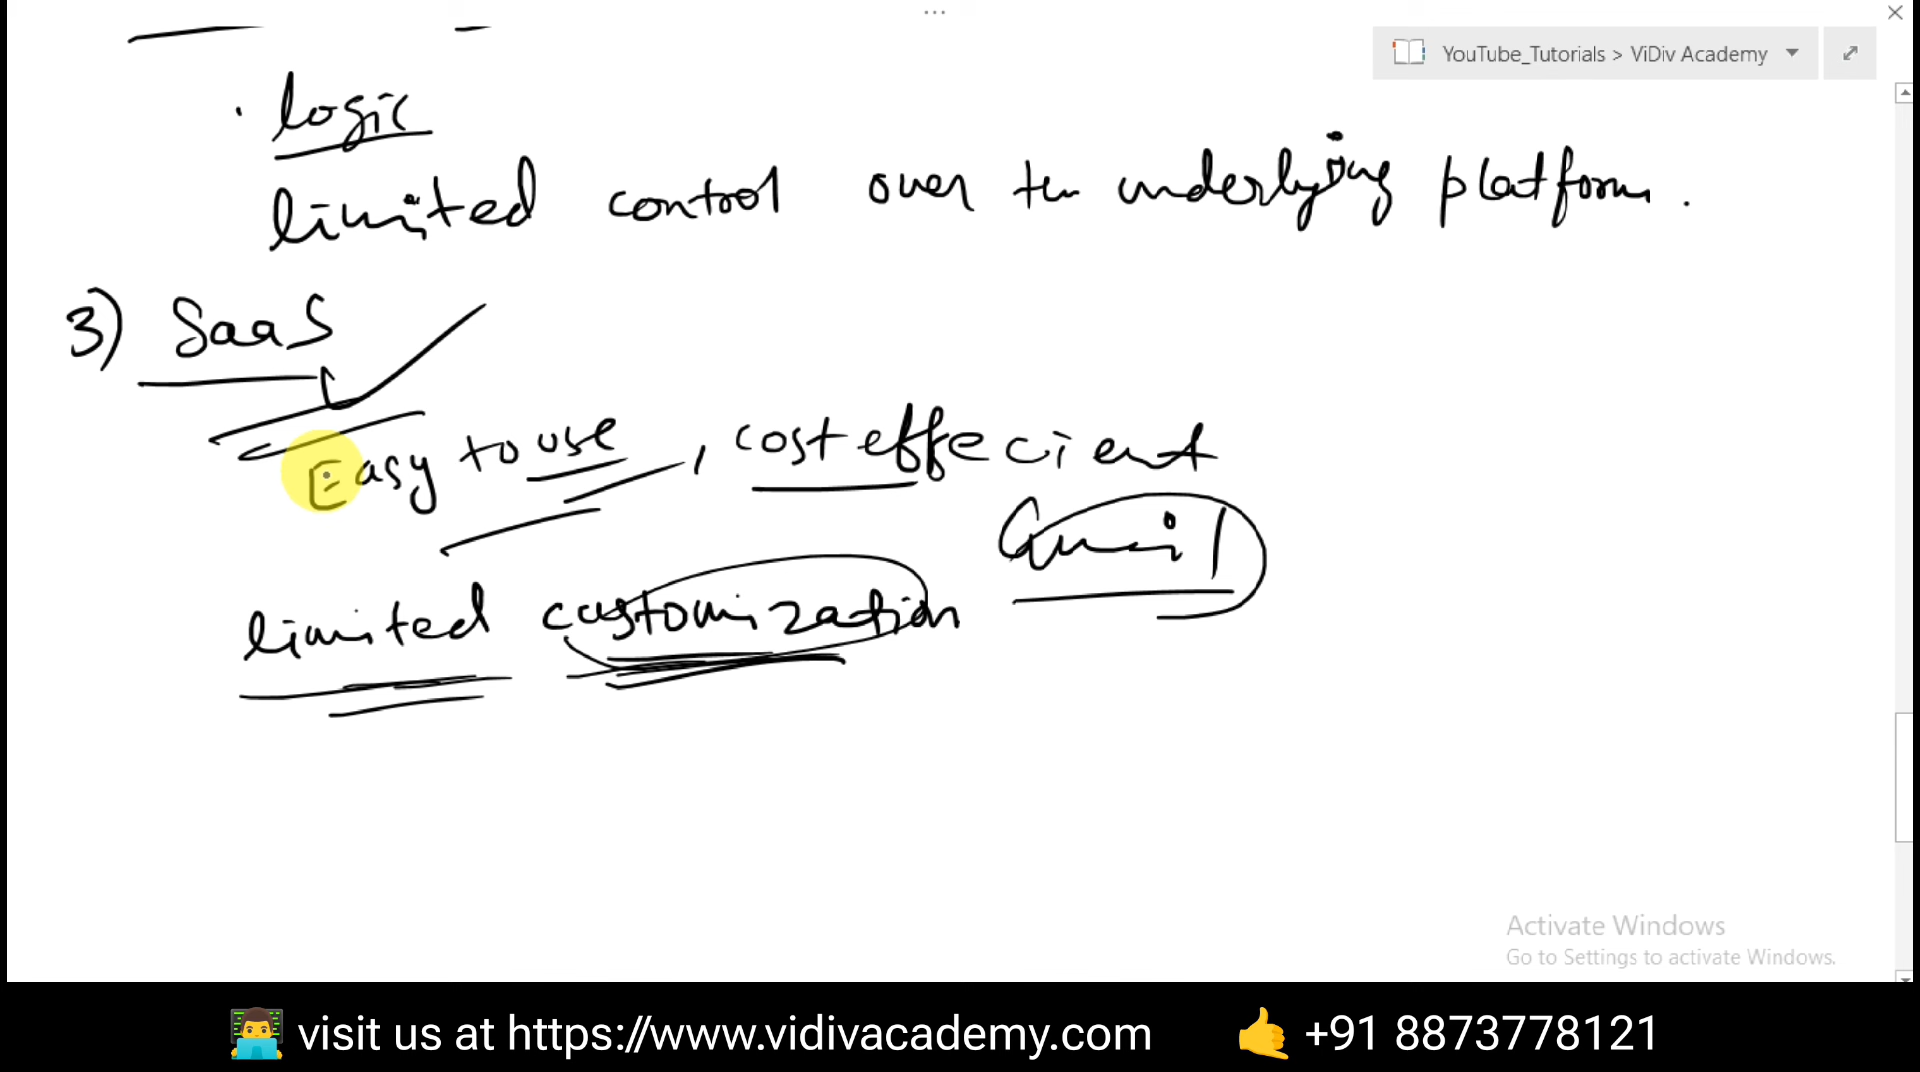 YouTube_Tutorials > ViDiv Academy
. logic
limited control over the underlying platform .
3) SaaS
Easy to use , cost effecient
Gmail
limited customization
Activate Windows
Go to Settings to activate Windows.
visit us at https://www.vidivacademy.com +91 8873778121